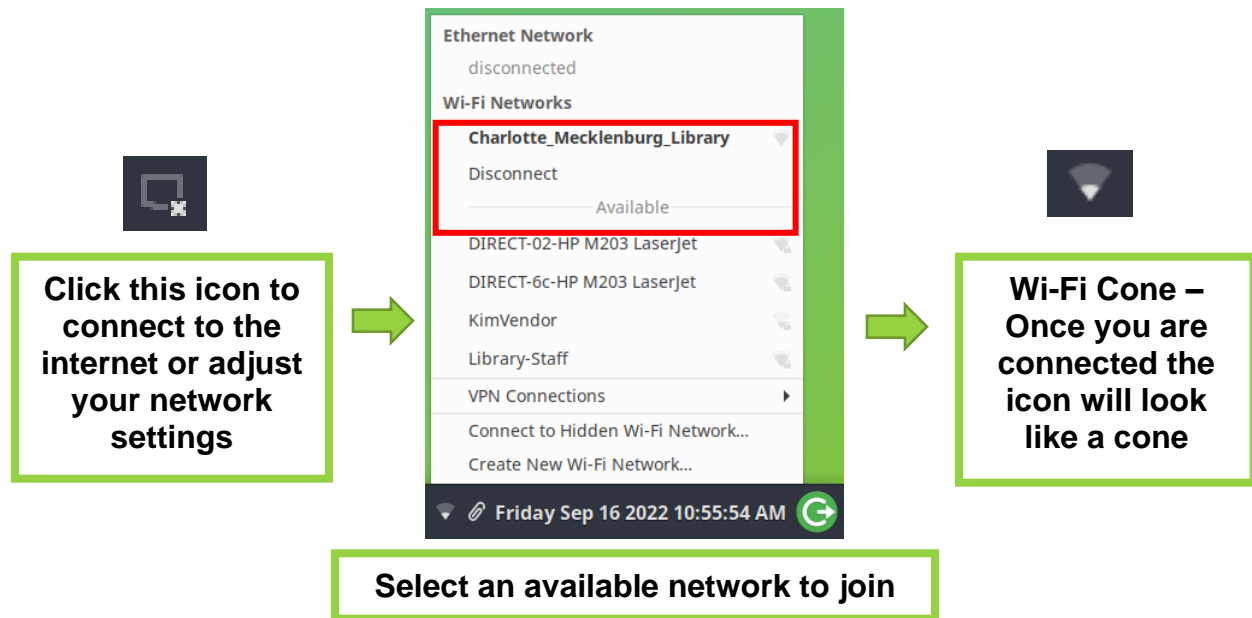 Click this icon to
connect to the
internet or adjust
your network
settings
Ethernet Network
disconnected
Wi-Fi Networks
Charlotte_Mecklenburg_Library
Disconnect
Available
DIRECT-02-HP M203 LaserJet
DIRECT-6c-HP M203 LaserJet
KimVendor
Library-Staff
VPN Connections
Connect to Hidden Wi-Fi Network...
Create New Wi-Fi Network...
Friday Sep 16 2022 10:55:54 AM
Select an available network to join
Wi-Fi Cone –
Once you are
connected the
icon will look
like a cone